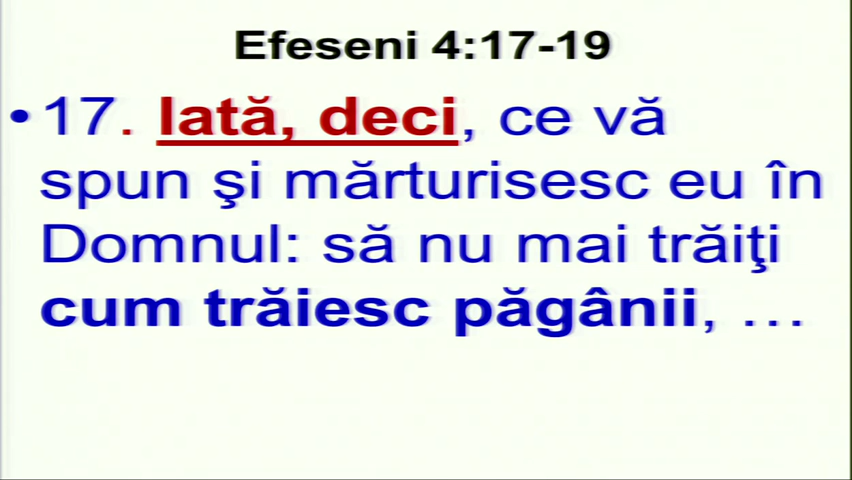 Efeseni 4:17-19
•17. Iată, deci, ce vă
spun şi mărturisesc eu în
Domnul: să nu mai trăiţi
cum trăiesc păgânii, …